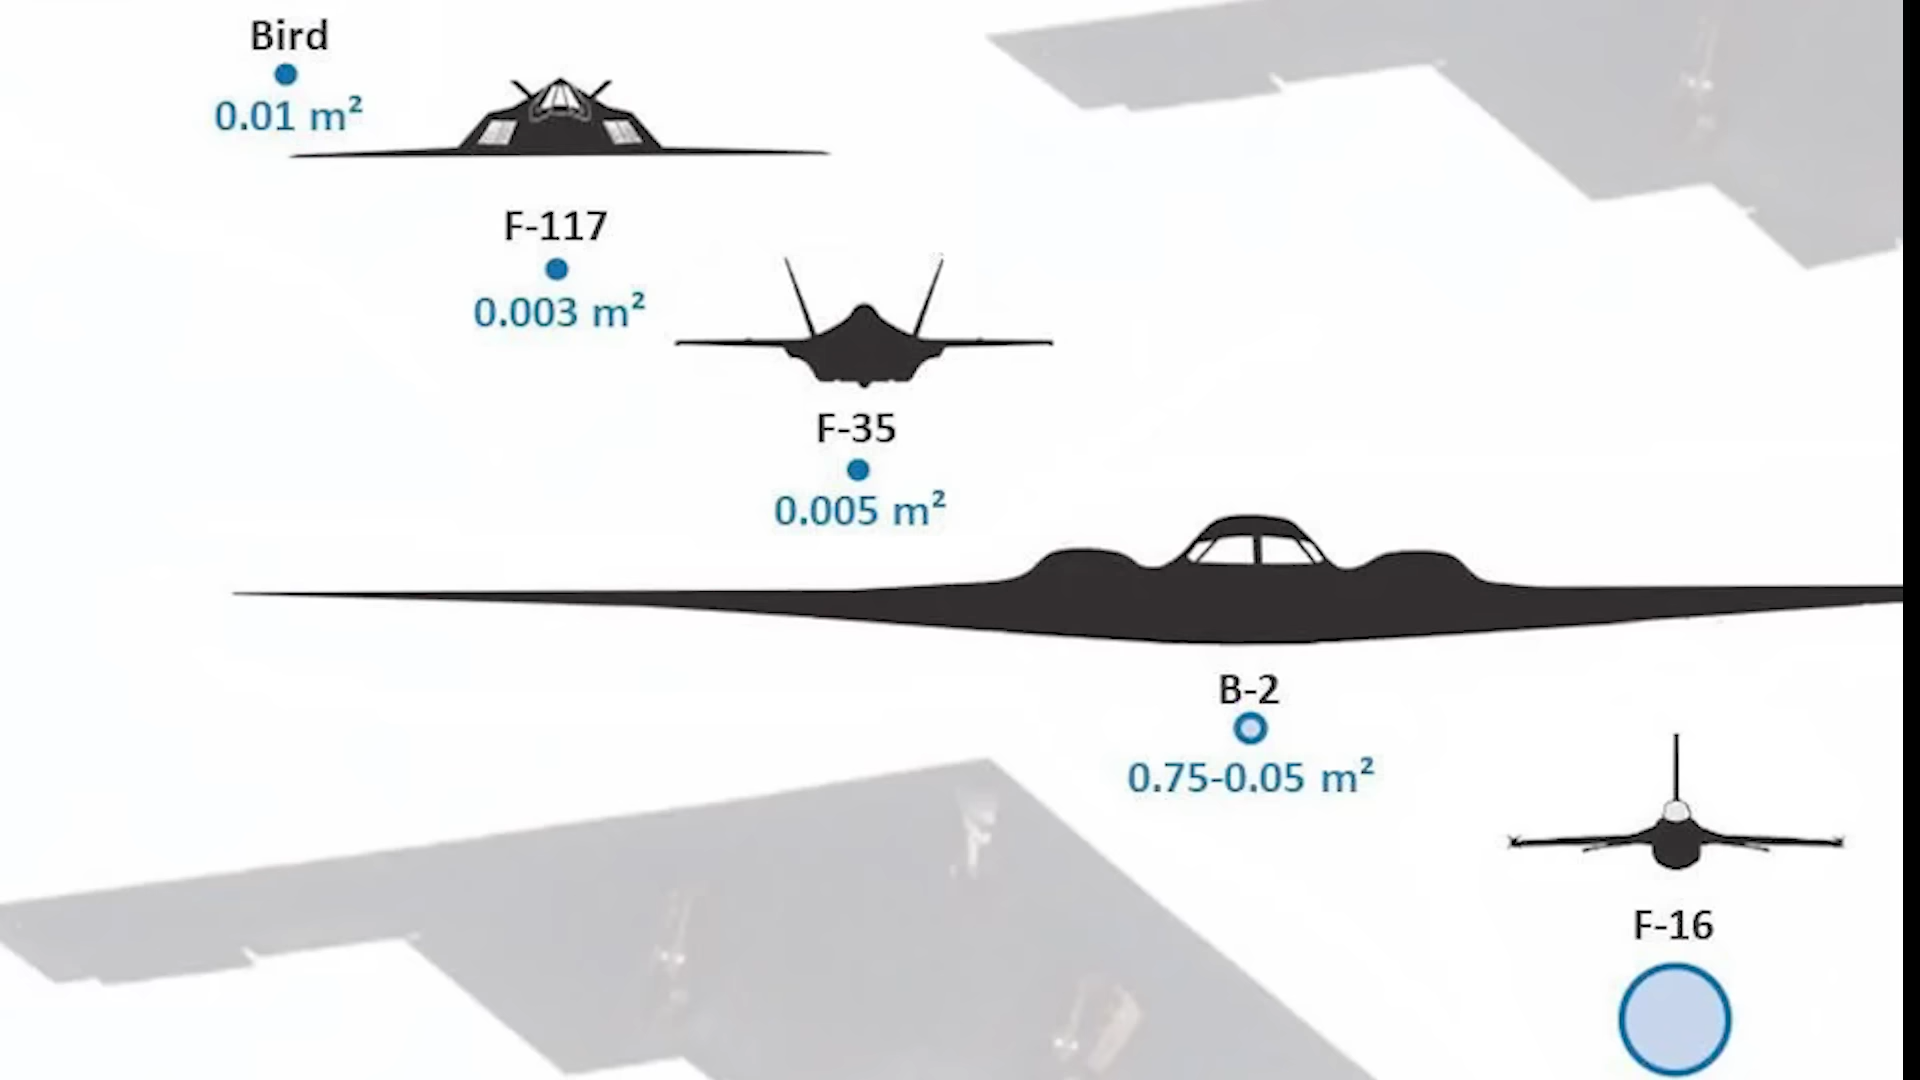 Bird
0.01 m²
F-117
0.003 m²
F-35
0.005 m²
B-2
0.75-0.05 m²
F-16